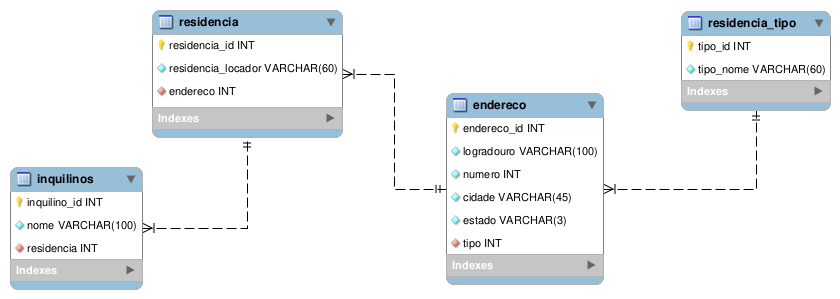 residencia
residencia_id INT
residencia_locador VARCHAR(60)
endereco INT
Indexes
residencia_tipo
tipo_id INT
tipo_nome VARCHAR(60)
Indexes
endereco
endereco_id INT
logradouro VARCHAR(100)
numero INT
cidade VARCHAR(45)
estado VARCHAR(3)
tipo INT
Indexes
inquilinos
inquilino_id INT
nome VARCHAR(100)
residencia INT
Indexes